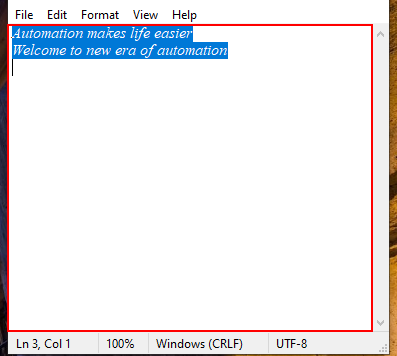 File Edit Format View Help
Automation makes life easier
Welcome to new era of automation
Ln 3, Col 1 100% Windows (CRLF) UTF-8